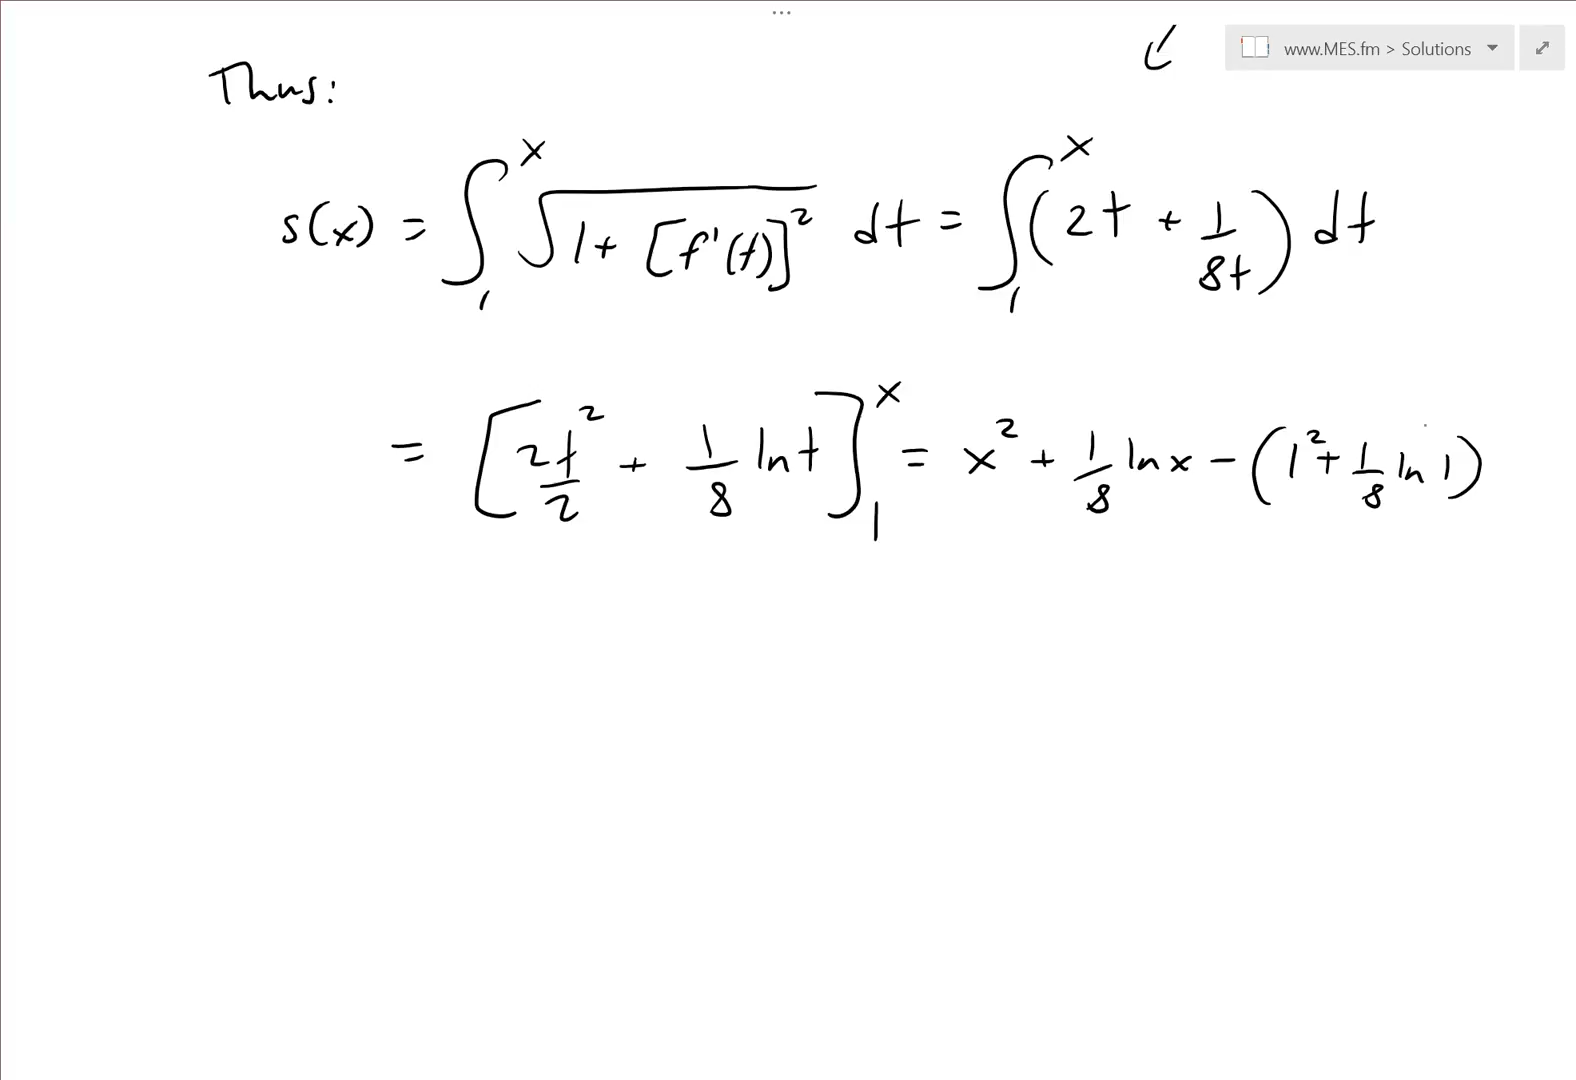 www.MES.fm > Solutions
Thus:
s(x) = ∫₁ˣ √(1 + [f'(t)]²) dt = ∫₁ˣ (2t + 1/(8t)) dt
= [2t²/2 + 1/8 ln t]₁ˣ = x² + 1/8 ln x - (1² + 1/8 ln 1)